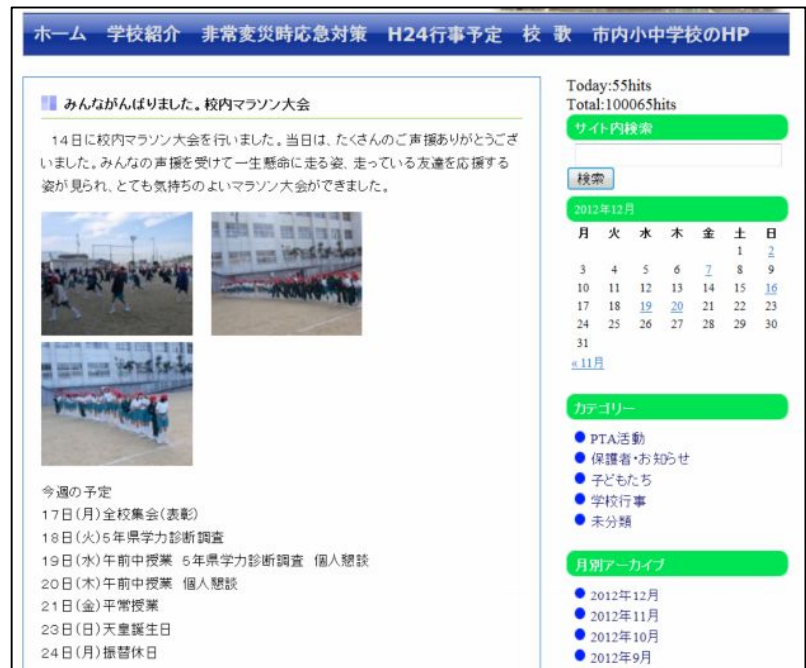 ホーム 学校紹介 非常変災時応急対策 H24行事予定 校 歌 市内小中学校のHP
みんながんばりました。校内マラソン大会
14日に校内マラソン大会を行いました。当日は、たくさんのご声援ありがとうござ
いました。みんなの声援を受けて一生懸命に走る姿、走っている友達を応援する
姿が見られ、とても気持ちのよいマラソン大会ができました。
今週の予定
17日(月)全校集会(表彰)
18日(火)5年県学力診断調査
19日(水)午前中授業 5年県学力診断調査 個人懇談
20日(木)午前中授業 個人懇談
21日(金)平常授業
23日(日)天皇誕生日
24日(月)振替休日
Today:55hits
Total:100065hits
サイト内検索
検索
2012年12月
月 火 水 木 金 土 日
1 2
3 4 5 6 7 8 9
10 11 12 13 14 15 16
17 18 19 20 21 22 23
24 25 26 27 28 29 30
31
«11月
カテゴリー
PTA活動
保護者・お知らせ
子どもたち
学校行事
未分類
月別アーカイブ
2012年12月
2012年11月
2012年10月
2012年9月